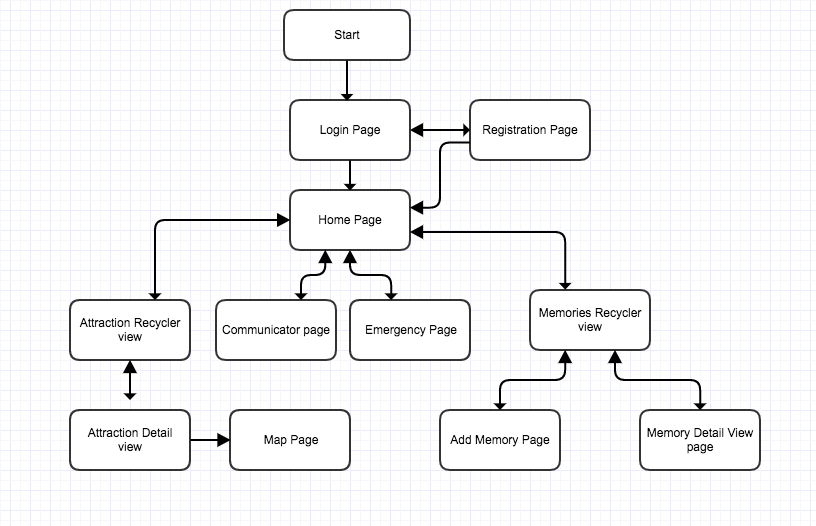 Start
Login Page
Registration Page
Home Page
Attraction Recycler
view
Communicator page
Emergency Page
Memories Recycler
view
Attraction Detail
view
Map Page
Add Memory Page
Memory Detail View
page